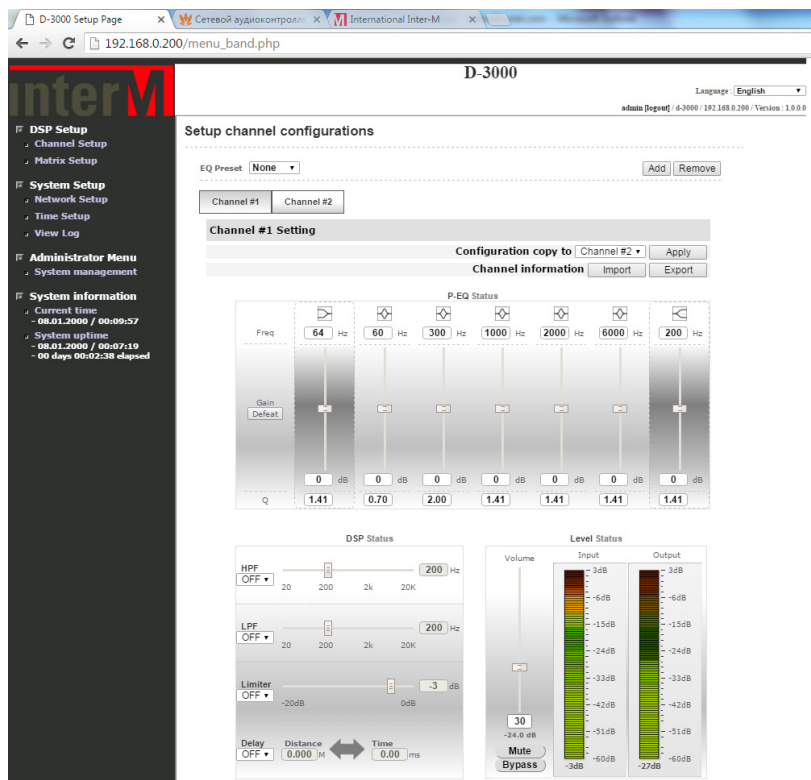 D-3000 Setup Page
Сетевой аудиоконтролле
International Inter-M
192.168.0.200/menu_band.php
interM
D-3000
Language : English
admin [logout] / d-3000 / 192.168.0.200 / Version : 1.0.0.0
DSP Setup
Channel Setup
Matrix Setup
System Setup
Network Setup
Time Setup
View Log
Administrator Menu
System management
System information
Current time
- 08.01.2000 / 00:09:57
System uptime
- 08.01.2000 / 00:07:19
- 00 days 00:02:38 elapsed
Setup channel configurations
EQ Preset None Add Remove
Channel #1 Channel #2
Channel #1 Setting
Configuration copy to Channel #2 Apply
Channel information Import Export
P-EQ Status
Freq 64 Hz 60 Hz 300 Hz 1000 Hz 2000 Hz 6000 Hz 200 Hz
Gain
Defeat
0 dB 0 dB 0 dB 0 dB 0 dB 0 dB 0 dB
Q 1.41 0.70 2.00 1.41 1.41 1.41 1.41
DSP Status
HPF
OFF
200 Hz
20 200 2k 20K
LPF
OFF
200 Hz
20 200 2k 20K
Limiter
OFF
-3 dB
-20dB 0dB
Delay
OFF
Distance
0.000 M
Time
0.00 ms
Level Status
Volume
30
-24.0 dB
Mute
Bypass
Input
- 3dB
- -6dB
- -15dB
- -24dB
- -33dB
- -42dB
- -51dB
- -60dB
-3dB
Output
- 3dB
- -6dB
- -15dB
- -24dB
- -33dB
- -42dB
- -51dB
- -60dB
-27dB